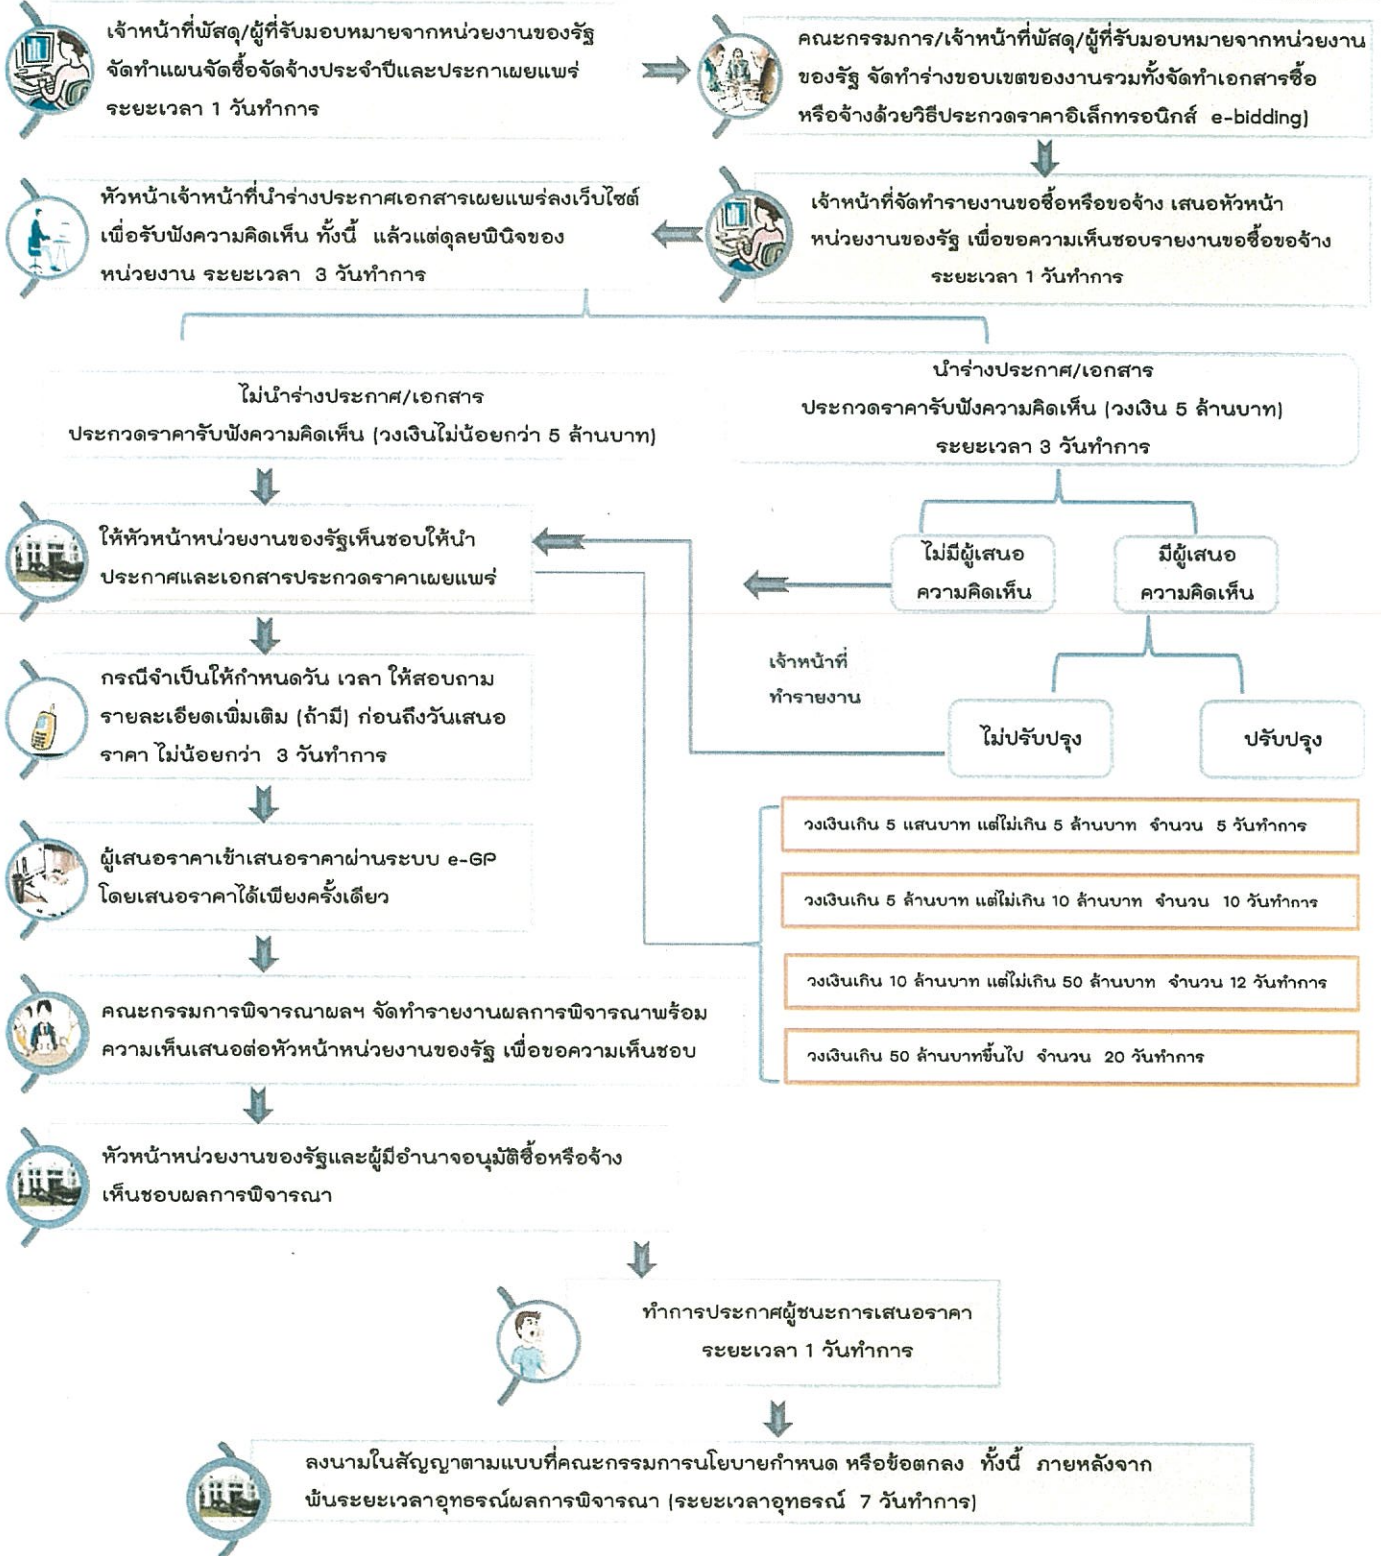 เจ้าหน้าที่พัสดุ/ผู้ที่รับมอบหมายจากหน่วยงานของรัฐ
จัดทำแผนจัดซื้อจัดจ้างประจำปีและประกาเผยแพร่
ระยะเวลา 1 วันทำการ
คณะกรรมการ/เจ้าหน้าที่พัสดุ/ผู้ที่รับมอบหมายจากหน่วยงาน
ของรัฐ จัดทำร่างขอบเขตของงานรวมทั้งจัดทำเอกสารซื้อ
หรือจ้างด้วยวิธีประกวดราคาอิเล็กทรอนิกส์ e-bidding)
เจ้าหน้าที่จัดทำรายงานขอซื้อหรือขอจ้าง เสนอหัวหน้า
หน่วยงานของรัฐ เพื่อขอความเห็นชอบรายงานขอซื้อขอจ้าง
ระยะเวลา 1 วันทำการ
หัวหน้าเจ้าหน้าที่นำร่างประกาศเอกสารเผยแพร่ลงเว็บไซต์
เพื่อรับฟังความคิดเห็น ทั้งนี้ แล้วแต่ดุลยพินิจของ
หน่วยงาน ระยะเวลา 3 วันทำการ
ไม่นำร่างประกาศ/เอกสาร
ประกวดราคารับฟังความคิดเห็น (วงเงินไม่น้อยกว่า 5 ล้านบาท)
นำร่างประกาศ/เอกสาร
ประกวดราคารับฟังความคิดเห็น (วงเงิน 5 ล้านบาท)
ระยะเวลา 3 วันทำการ
ให้หัวหน้าหน่วยงานของรัฐเห็นชอบให้นำ
ประกาศและเอกสารประกวดราคาเผยแพร่
ไม่มีผู้เสนอ
ความคิดเห็น
มีผู้เสนอ
ความคิดเห็น
เจ้าหน้าที่
ทำรายงาน
ไม่ปรับปรุง
ปรับปรุง
กรณีจำเป็นให้กำหนดวัน เวลา ให้สอบถาม
รายละเอียดเพิ่มเติม (ถ้ามี) ก่อนถึงวันเสนอ
ราคา ไม่น้อยกว่า 3 วันทำการ
วงเงินเกิน 5 แสนบาท แต่ไม่เกิน 5 ล้านบาท จำนวน 5 วันทำการ
วงเงินเกิน 5 ล้านบาท แต่ไม่เกิน 10 ล้านบาท จำนวน 10 วันทำการ
วงเงินเกิน 10 ล้านบาท แต่ไม่เกิน 50 ล้านบาท จำนวน 12 วันทำการ
วงเงินเกิน 50 ล้านบาทขึ้นไป จำนวน 20 วันทำการ
ผู้เสนอราคาเข้าเสนอราคาผ่านระบบ e-GP
โดยเสนอราคาได้เพียงครั้งเดียว
คณะกรรมการพิจารณาผลฯ จัดทำรายงานผลการพิจารณาพร้อม
ความเห็นเสนอต่อหัวหน้าหน่วยงานของรัฐ เพื่อขอความเห็นชอบ
หัวหน้าหน่วยงานของรัฐและผู้มีอำนาจอนุมัติซื้อหรือจ้าง
เห็นชอบผลการพิจารณา
ทำการประกาศผู้ชนะการเสนอราคา
ระยะเวลา 1 วันทำการ
ลงนามในสัญญาตามแบบที่คณะกรรมการนโยบายกำหนด หรือข้อตกลง ทั้งนี้ ภายหลังจาก
พ้นระยะเวลาอุทธรณ์ผลการพิจารณา (ระยะเวลาอุทธรณ์ 7 วันทำการ)